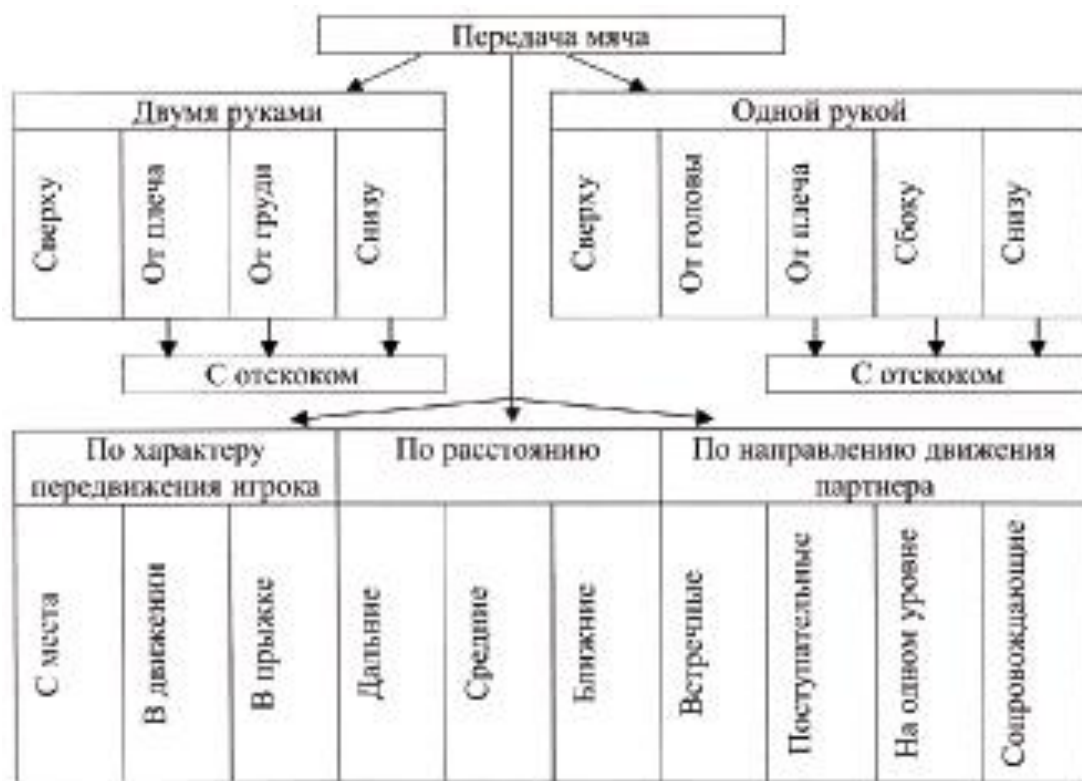 Передача мяча
Двумя руками
Одной рукой
Сверху
От плеча
От груди
Снизу
Сверху
От головы
От плеча
Сбоку
Снизу
С отскоком
С отскоком
По характеру
передвижения игрока
По расстоянию
По направлению движения
партнера
С места
В движении
В прыжке
Дальние
Средние
Ближние
Встречные
Поступательные
На одном уровне
Сопровождающие